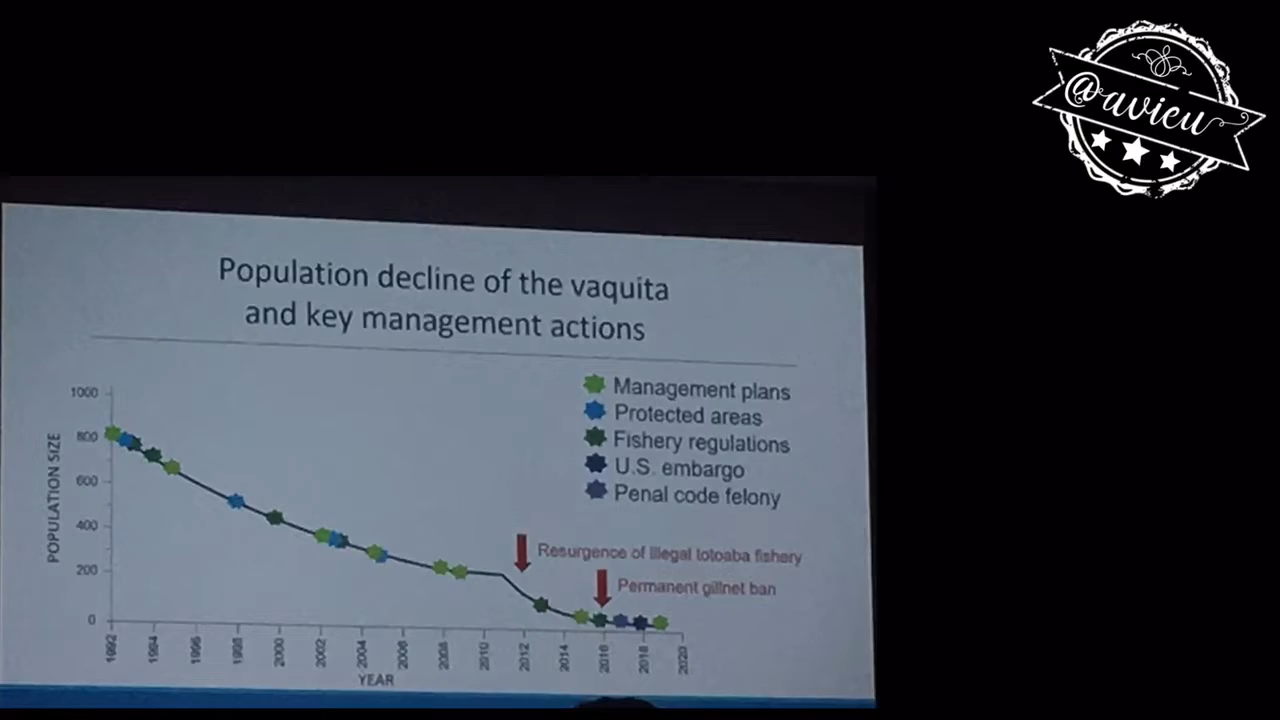 @avicu
Population decline of the vaquita
and key management actions
Management plans
Protected areas
Fishery regulations
U.S. embargo
Penal code felony
Resurgence of illegal totoaba fishery
Permanent gillnet ban
POPULATION SIZE
1000
800
600
400
200
0
1992
1994
1996
1998
2000
2002
2004
2006
2008
2010
2012
2014
2016
2018
2020
YEAR